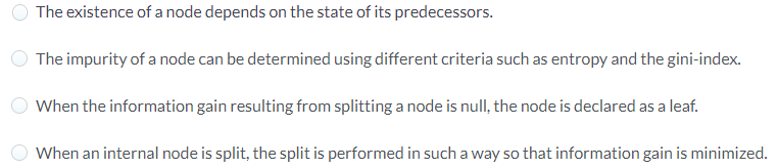 The existence of a node depends on the state of its predecessors.
The impurity of a node can be determined using different criteria such as entropy and the gini-index.
When the information gain resulting from splitting a node is null, the node is declared as a leaf.
When an internal node is split, the split is performed in such a way so that information gain is minimized.